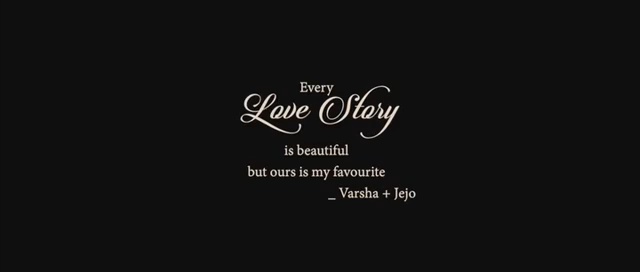 Every
Love Story
is beautiful
but ours is my favourite
_ Varsha + Jejo